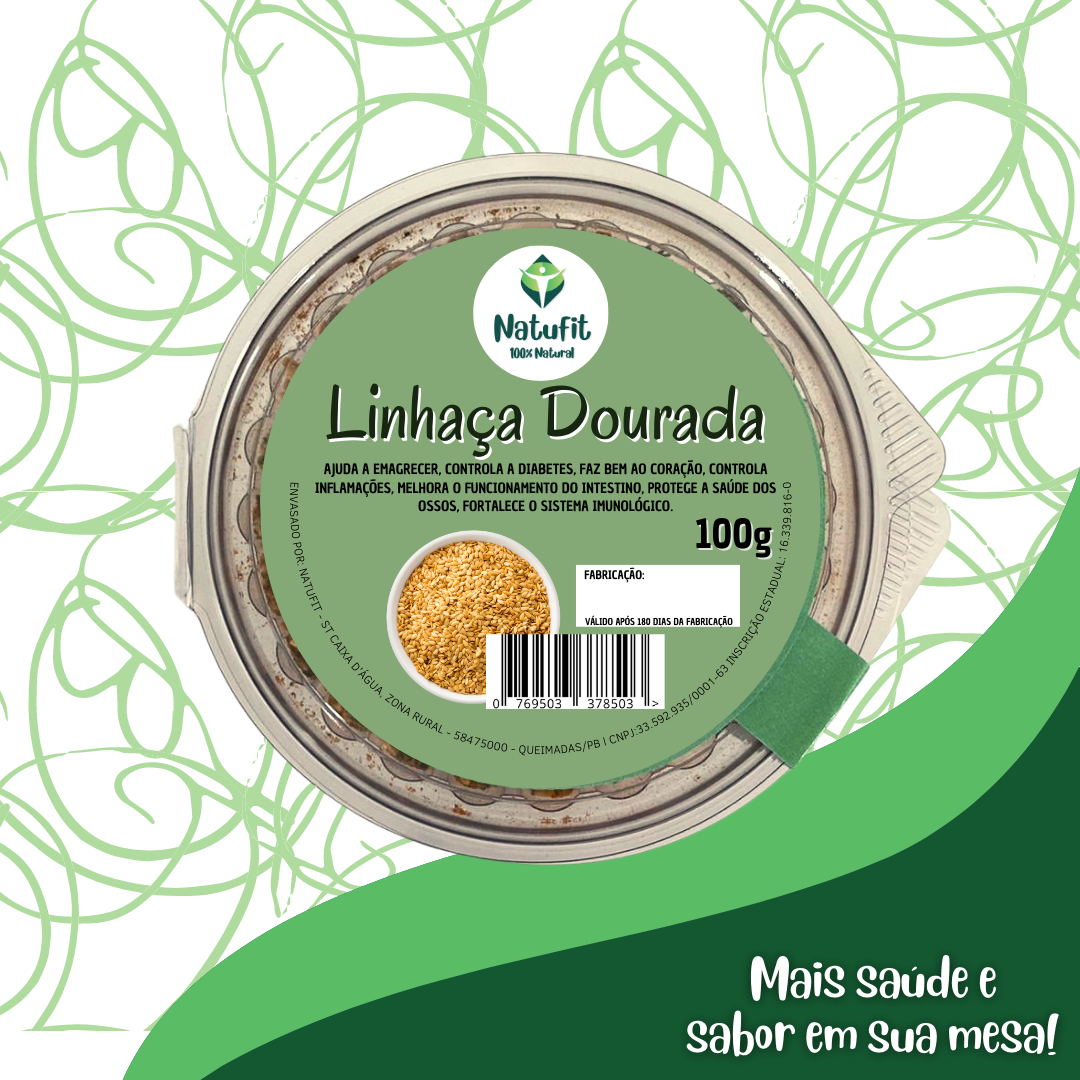 Natufit
100% Natural
Linhaça Dourada
AJUDA A EMAGRECER, CONTROLA A DIABETES, FAZ BEM AO CORAÇÃO, CONTROLA
INFLAMAÇÕES, MELHORA O FUNCIONAMENTO DO INTESTINO, PROTEGE A SAÚDE DOS
OSSOS, FORTALECE O SISTEMA IMUNOLÓGICO.
100g
FABRICAÇÃO:
VÁLIDO APÓS 180 DIAS DA FABRICAÇÃO
0 769503 378503 >
ENVASADO POR: NATUFIT - ST CAIXA D'ÁGUA, ZONA RURAL - 58475000 - QUEIMADAS/PB | CNPJ:33.592.935/0001-63 INSCRIÇÃO ESTADUAL: 16.339.816-0
Mais saúde e
sabor em sua mesa!